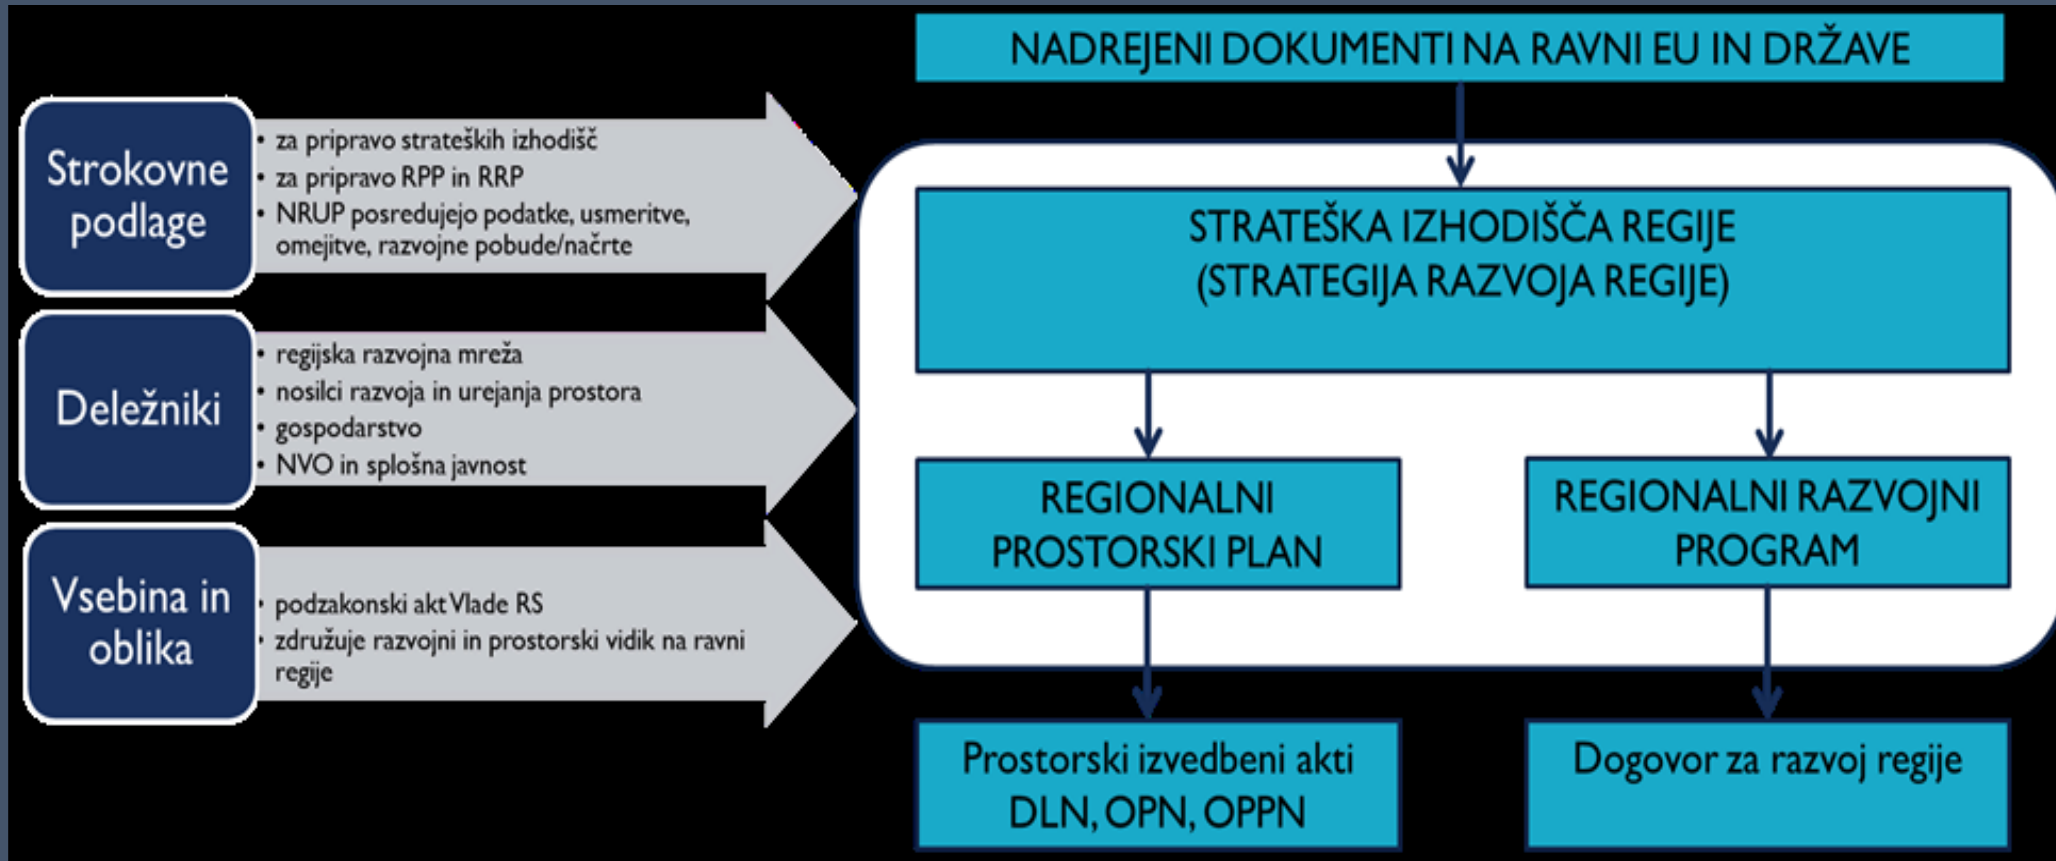 NADREJENI DOKUMENTI NA RAVNI EU IN DRŽAVE
Strokovne
podlage
• za pripravo strateških izhodišč
• za pripravo RPP in RRP
• NRUP posredujejo podatke, usmeritve,
omejitve, razvojne pobude/načrte
Deležniki
• regijska razvojna mreža
• nosilci razvoja in urejanja prostora
• gospodarstvo
• NVO in splošna javnost
Vsebina in
oblika
• podzakonski akt Vlade RS
• združuje razvojni in prostorski vidik na ravni
regije
STRATEŠKA IZHODIŠČA REGIJE
(STRATEGIJA RAZVOJA REGIJE)
REGIONALNI
PROSTORSKI PLAN
REGIONALNI RAZVOJNI
PROGRAM
Prostorski izvedbeni akti
DLN, OPN, OPPN
Dogovor za razvoj regije